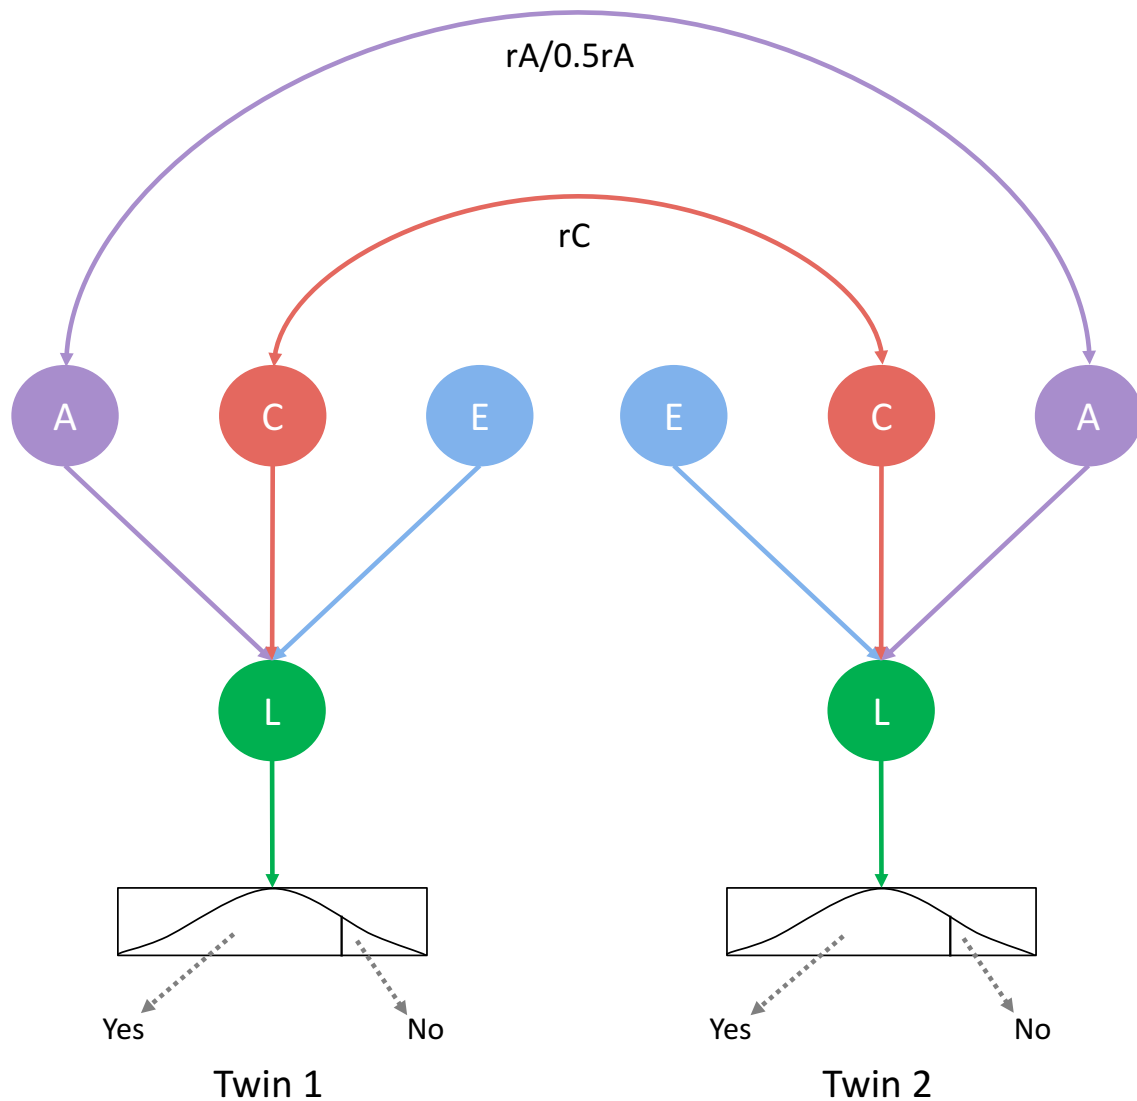 rA/0.5rA
rC
A C E E C A
L L
Yes No Yes No
Twin 1 Twin 2